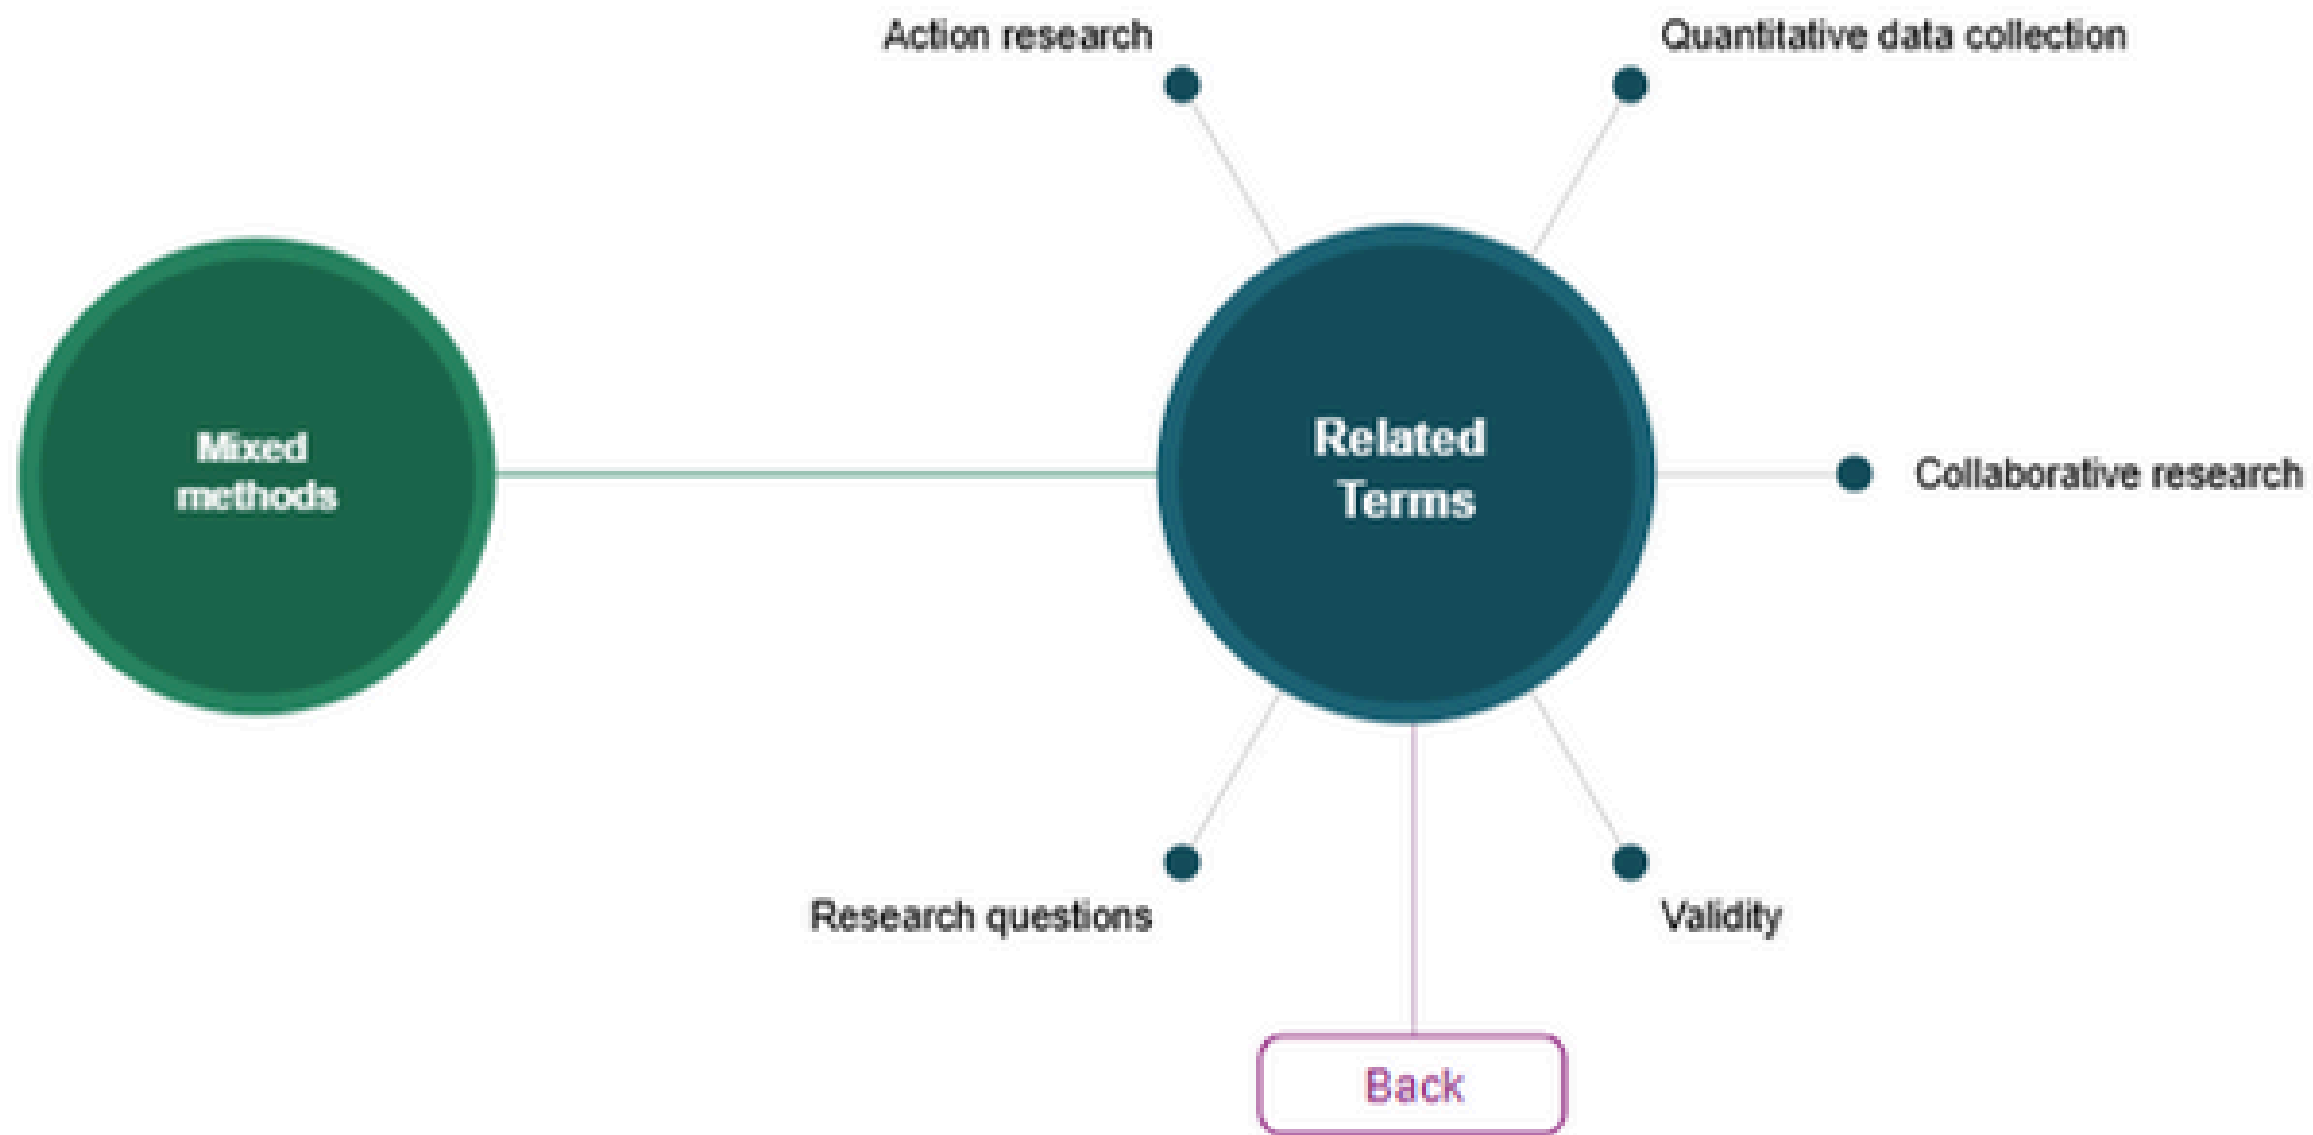 Action research
Quantitative data collection
Mixed
methods
Related
Terms
Collaborative research
Research questions
Validity
Back